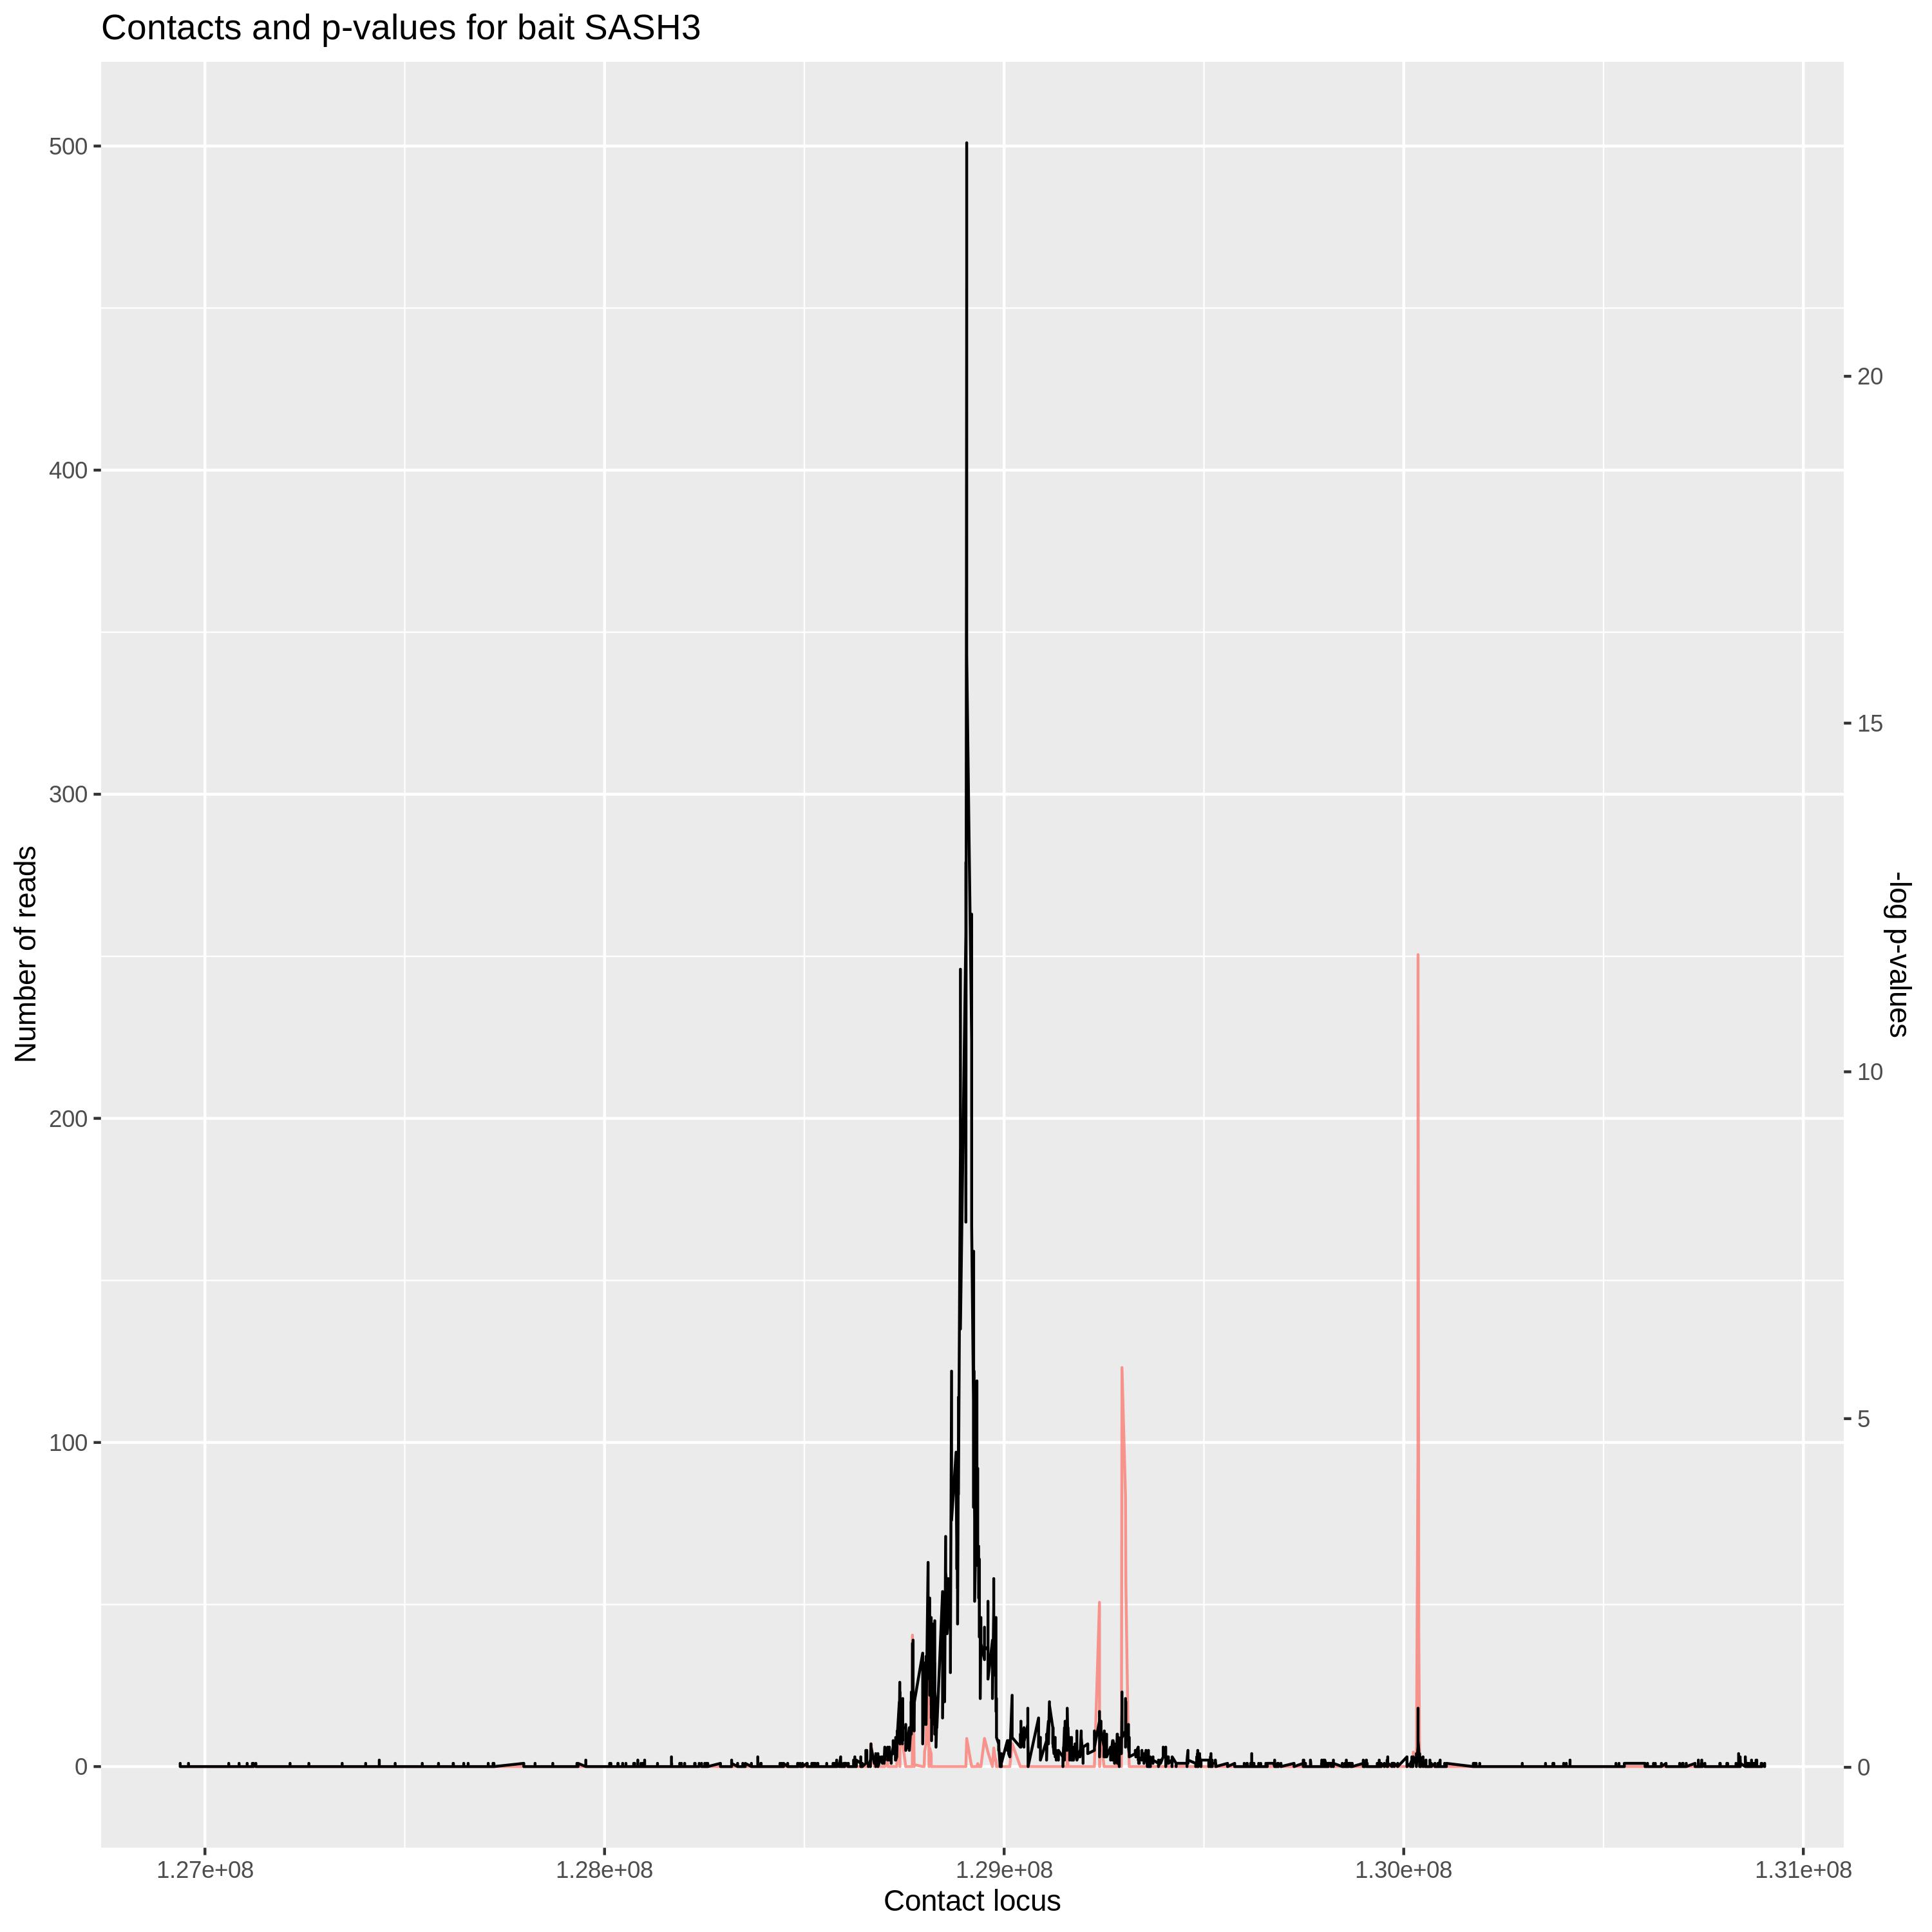 Contacts and p-values for bait SASH3
500
400
300
200
100
0
Number of reads
20
15
10
5
0
-log p-values
1.27e+08
1.28e+08
1.29e+08
1.30e+08
1.31e+08
Contact locus